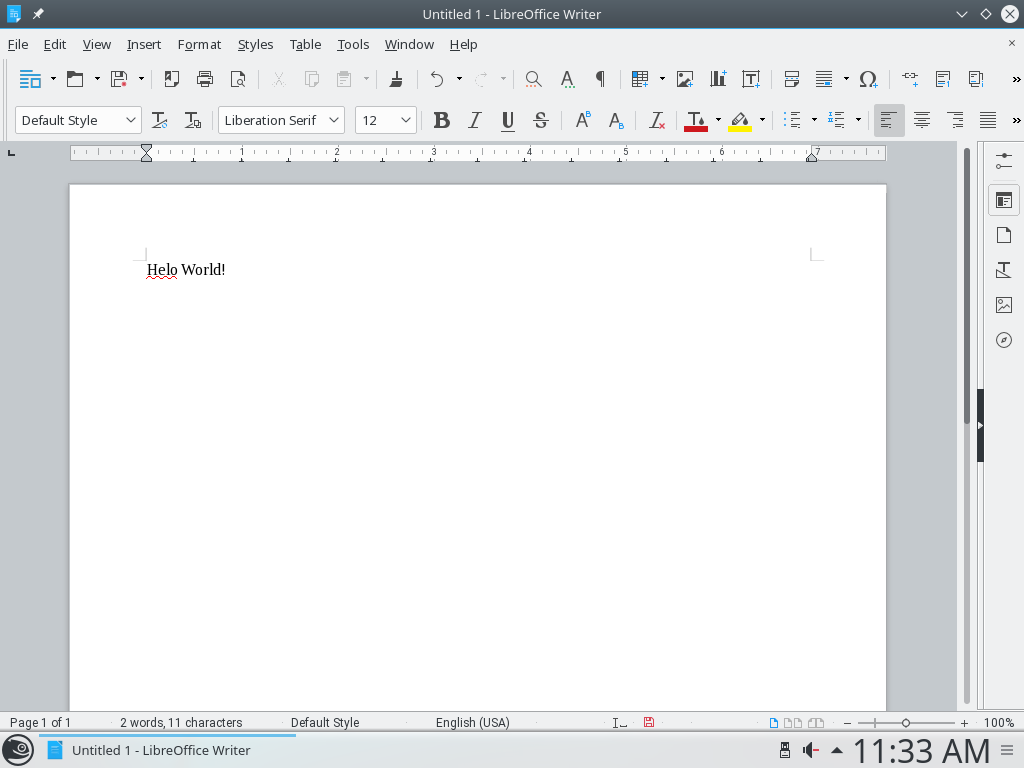 Untitled 1 - LibreOffice Writer
File Edit View Insert Format Styles Table Tools Window Help
Default Style Liberation Serif 12
1 2 3 4 5 6 7
Helo World!
Page 1 of 1 2 words, 11 characters Default Style English (USA) 100%
Untitled 1 - LibreOffice Writer 11:33 AM